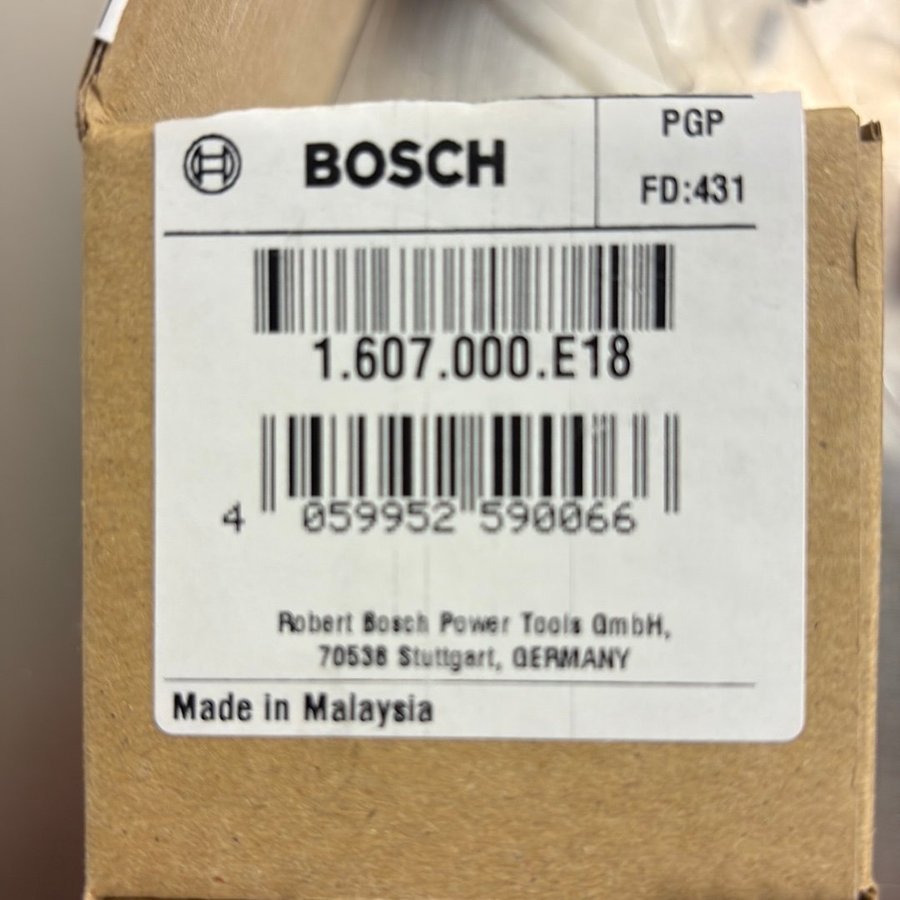 BOSCH
PGP
FD:431
1.607.000.E18
4 059952 590066
Robert Bosch Power Tools GmbH,
70538 Stuttgart, GERMANY
Made in Malaysia